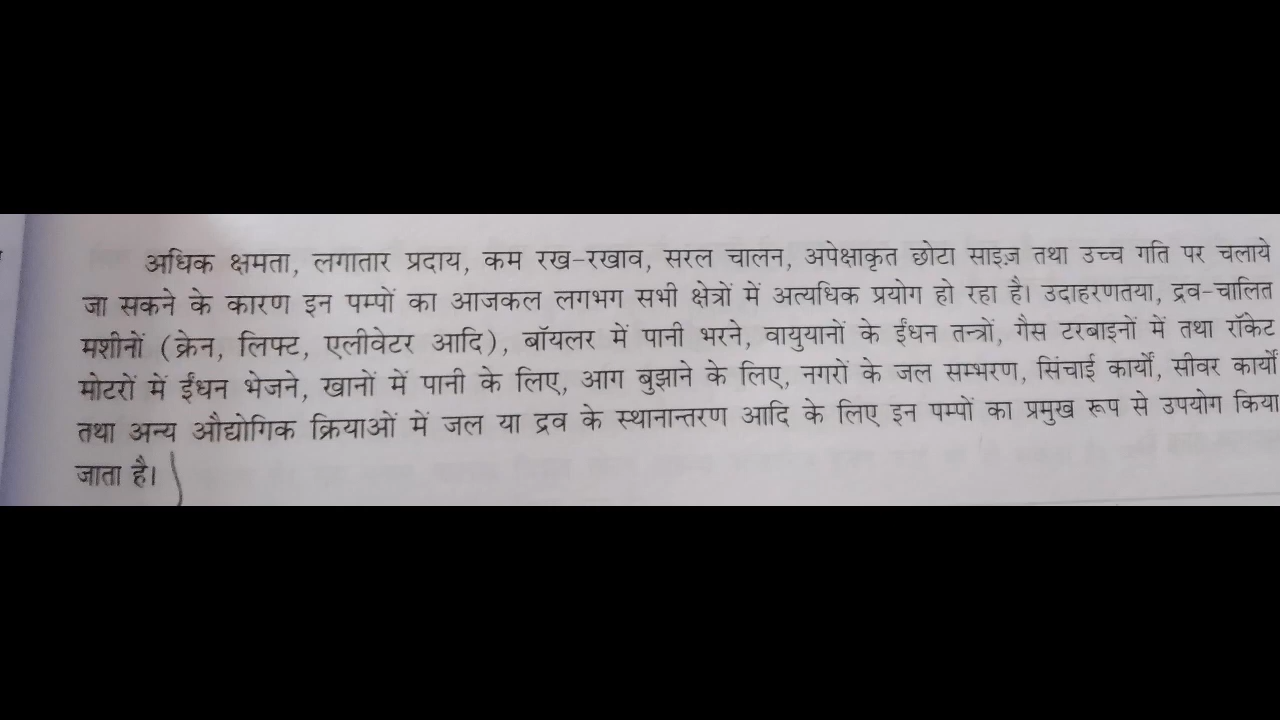 अधिक क्षमता, लगातार प्रदाय, कम रख-रखाव, सरल चालन, अपेक्षाकृत छोटा साइज़ तथा उच्च गति पर चलाये
जा सकने के कारण इन पम्पों का आजकल लगभग सभी क्षेत्रों में अत्यधिक प्रयोग हो रहा है। उदाहरणतया, द्रव-चालित
मशीनों (क्रेन, लिफ्ट, एलीवेटर आदि), बॉयलर में पानी भरने, वायुयानों के ईंधन तन्त्रों, गैस टरबाइनों में तथा रॉकेट
मोटरों में ईंधन भेजने, खानों में पानी के लिए, आग बुझाने के लिए, नगरों के जल सम्भरण, सिंचाई कार्यों, सीवर कार्यों
तथा अन्य औद्योगिक क्रियाओं में जल या द्रव के स्थानान्तरण आदि के लिए इन पम्पों का प्रमुख रूप से उपयोग किया
जाता है।